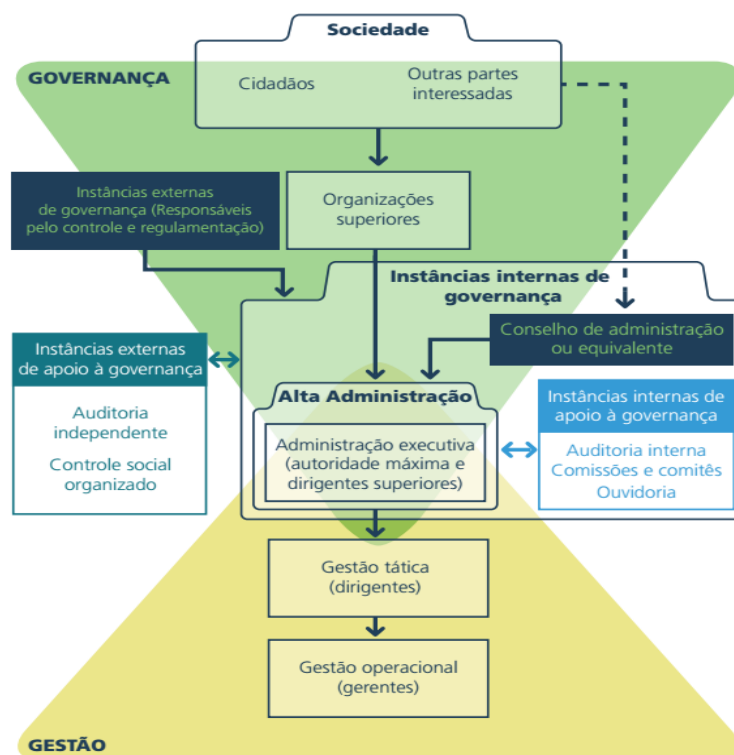 Sociedade
GOVERNANÇA
Cidadãos
Outras partes
interessadas
Instâncias externas
de governança (Responsáveis
pelo controle e regulamentação)
Organizações
superiores
Instâncias internas de
governança
Conselho de administração
ou equivalente
Instâncias externas
de apoio à governança
Auditoria
independente
Controle social
organizado
Alta Administração
Administração executiva
(autoridade máxima e
dirigentes superiores)
Instâncias internas de
apoio à governança
Auditoria interna
Comissões e comitês
Ouvidoria
Gestão tática
(dirigentes)
Gestão operacional
(gerentes)
GESTÃO